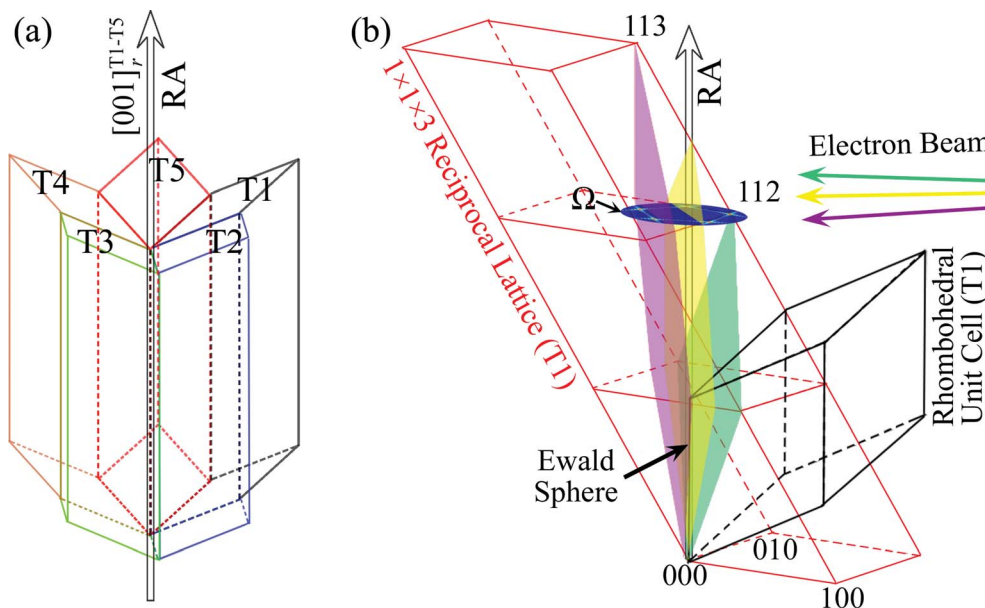 (a)
[001]r^T1-T5
RA
T4
T5
T1
T3
T2
(b)
113
RA
1×1×3 Reciprocal Lattice (T1)
Electron Beam
Ω
112
Rhombohedral
Unit Cell (T1)
Ewald
Sphere
010
000
100